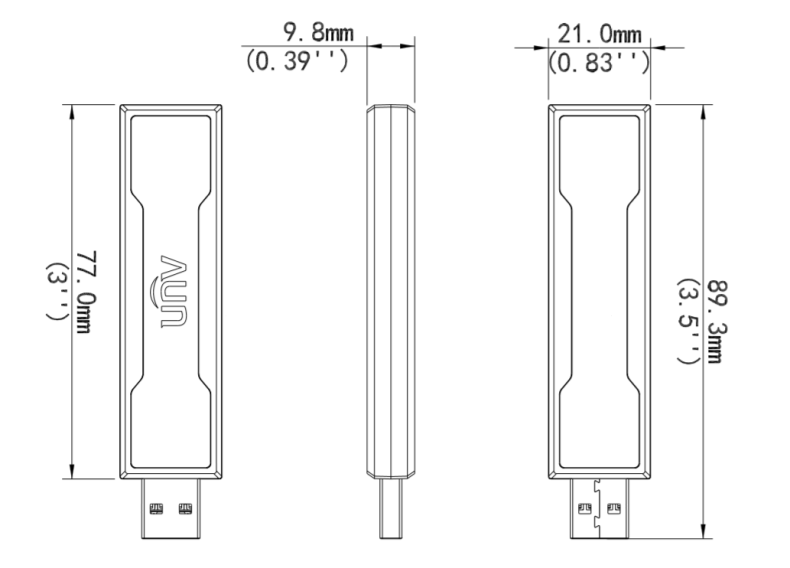 9.8mm
(0.39'')
21.0mm
(0.83'')
77.0mm
(3'')
unv
89.3mm
(3.5'')